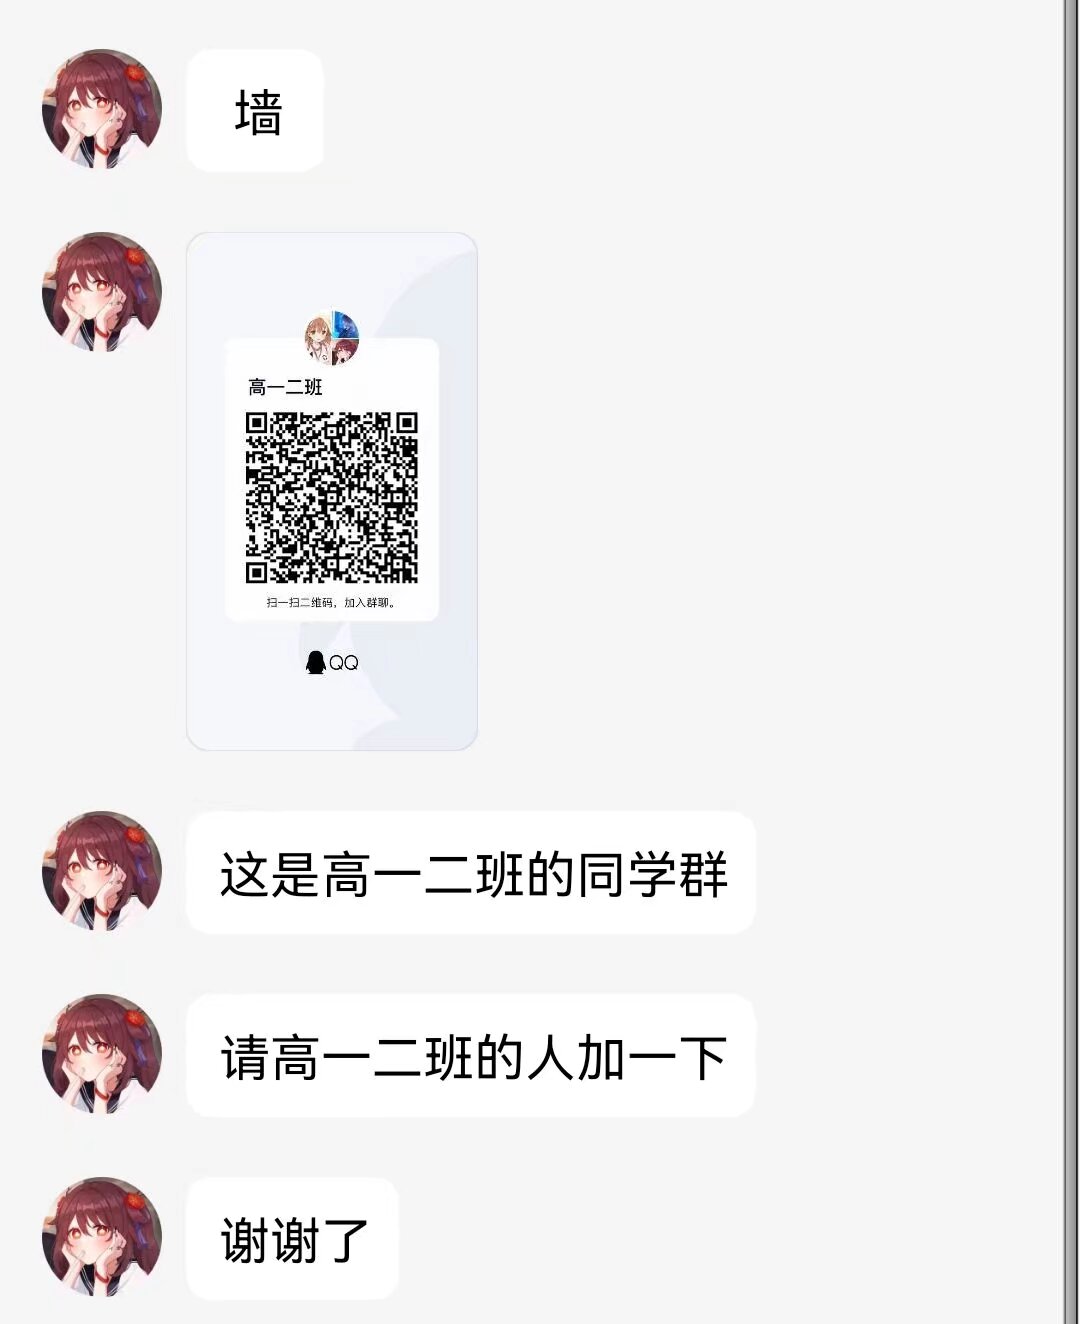 墙
高一二班
扫一扫二维码，加入群聊。
QQ
这是高一二班的同学群
请高一二班的人加一下
谢谢了